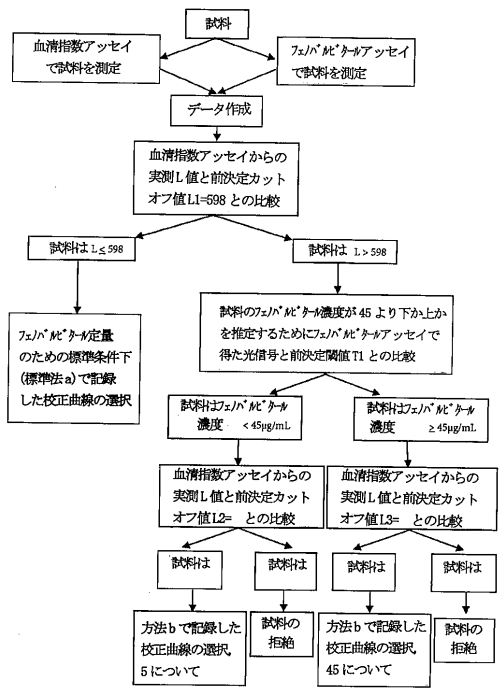 試料
血清指数アッセイ
で試料を測定
フェノバルビタールアッセイ
で試料を測定
データ作成
血清指数アッセイからの
実測L値と前決定カット
オフ値L1=598との比較
試料は L ≤ 598
試料は L > 598
フェノバルビタール定量
のための標準条件下
(標準法a)で記録
した校正曲線の選択
試料のフェノバルビタール濃度が45より下か上か
を推定するためにフェノバルビタールアッセイで
得た光信号と前決定閾値T1との比較
試料はフェノバルビタール
濃度 < 45μg/mL
試料はフェノバルビタール
濃度 ≥ 45μg/mL
血清指数アッセイからの
実測L値と前決定カット
オフ値L2= との比較
血清指数アッセイからの
実測L値と前決定カット
オフ値L3= との比較
試料は
試料は
試料は
試料は
方法bで記録した
校正曲線の選択,
5について
試料の
拒絶
方法bで記録した
校正曲線の選択,
45について
試料の
拒絶